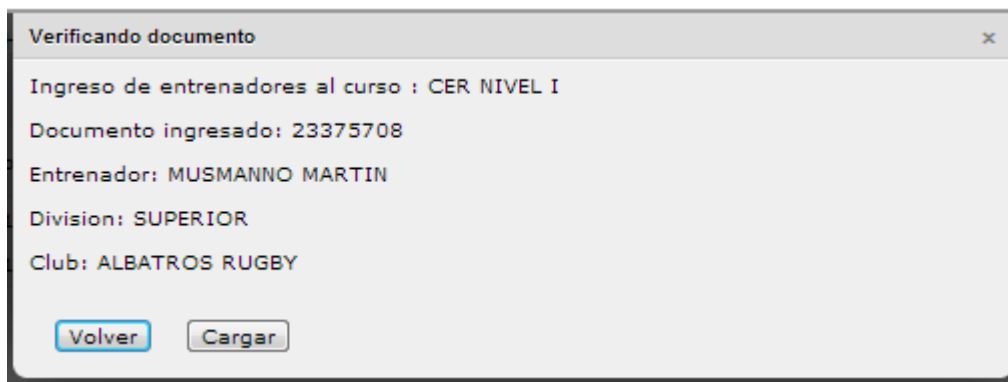 Verificando documento
Ingreso de entrenadores al curso : CER NIVEL I
Documento ingresado: 23375708
Entrenador: MUSMANNO MARTIN
Division: SUPERIOR
Club: ALBATROS RUGBY
Volver Cargar